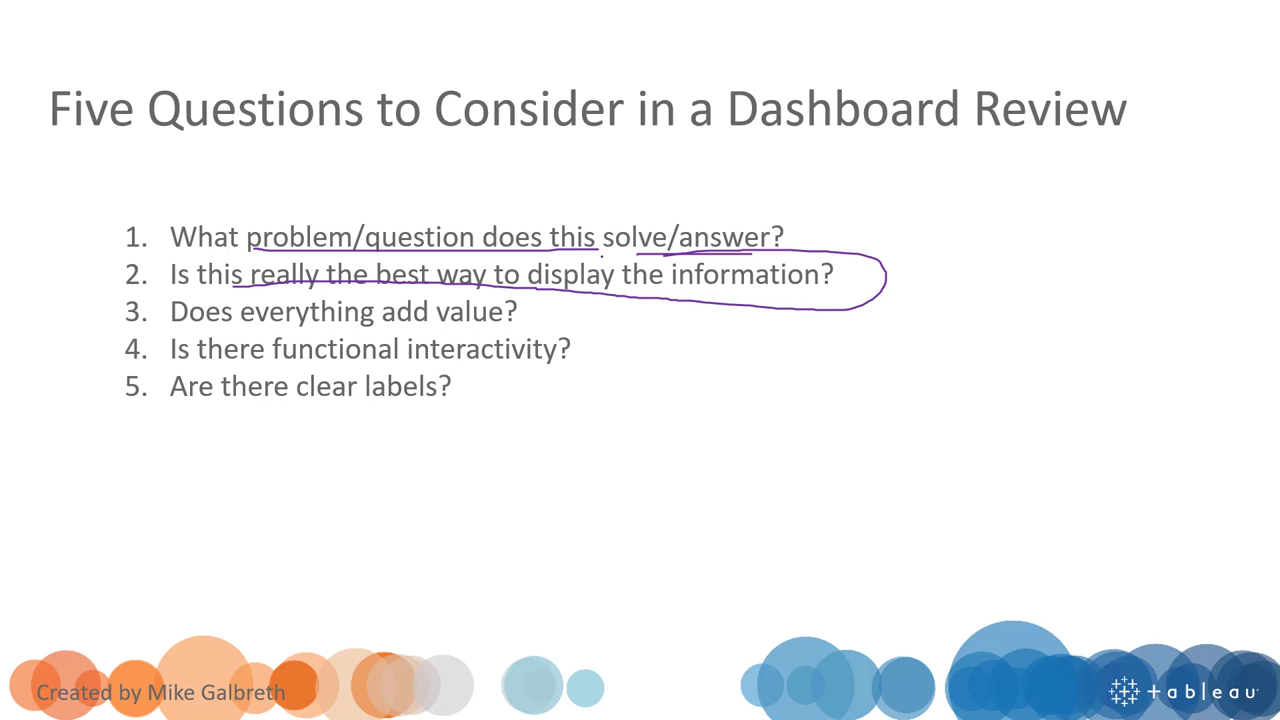 Five Questions to Consider in a Dashboard Review
1. What problem/question does this solve/answer?
2. Is this really the best way to display the information?
3. Does everything add value?
4. Is there functional interactivity?
5. Are there clear labels?
Created by Mike Galbreth
tableau